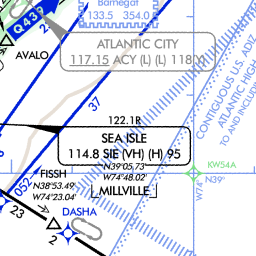 Barnegat
133.5 354.0
Q439
ATLANTIC CITY
117.15 ACY (L) (L) 118(Y)
AVALO
37
CONTIGUOUS U.S. ADIZ
ATLANTIC HIGH
TO AND INCLUDI
122.1R
SEA ISLE
114.8 SIE (VH) (H) 95
N39°05.73'
W74°48.02'
FISSH
N38°53.49'
W74°23.04'
MILLVILLE
KW54A
N39°
W74°
052
23
DASHA
2